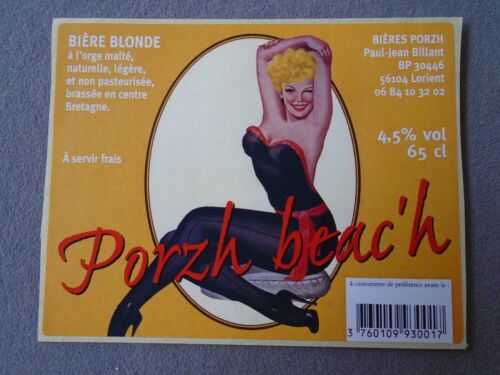 BIÈRE BLONDE
à l'orge malté,
naturelle, légère,
et non pasteurisée,
brassée en centre
Bretagne.
À servir frais
BIÈRES PORZH
Paul-Jean Billant
BP 30446
56104 Lorient
06 84 10 32 02
4,5% vol
65 cl
Porzh beac'h
à consommer de préférence avant le :
3 760109 930017